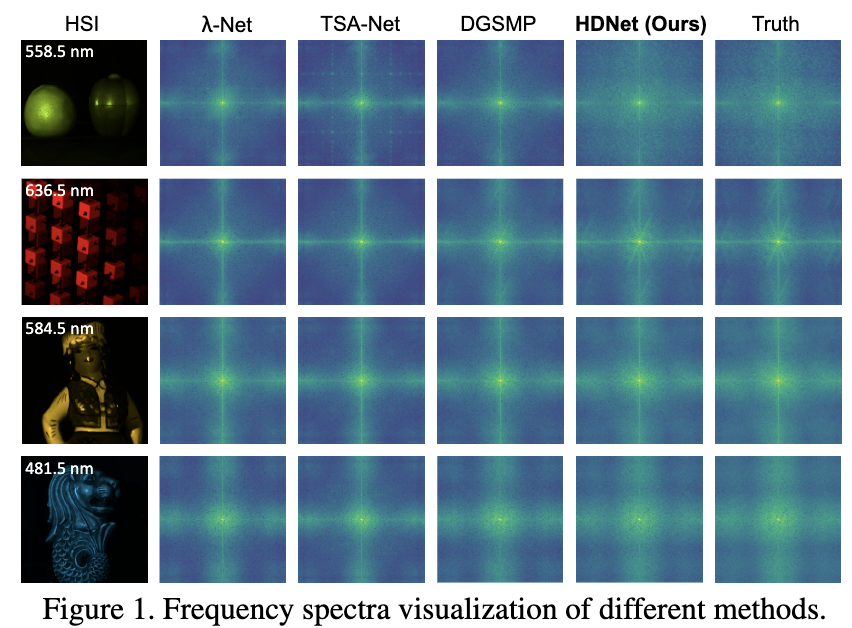 HSI λ-Net TSA-Net DGSMP HDNet (Ours) Truth
558.5 nm
636.5 nm
584.5 nm
481.5 nm
Figure 1. Frequency spectra visualization of different methods.